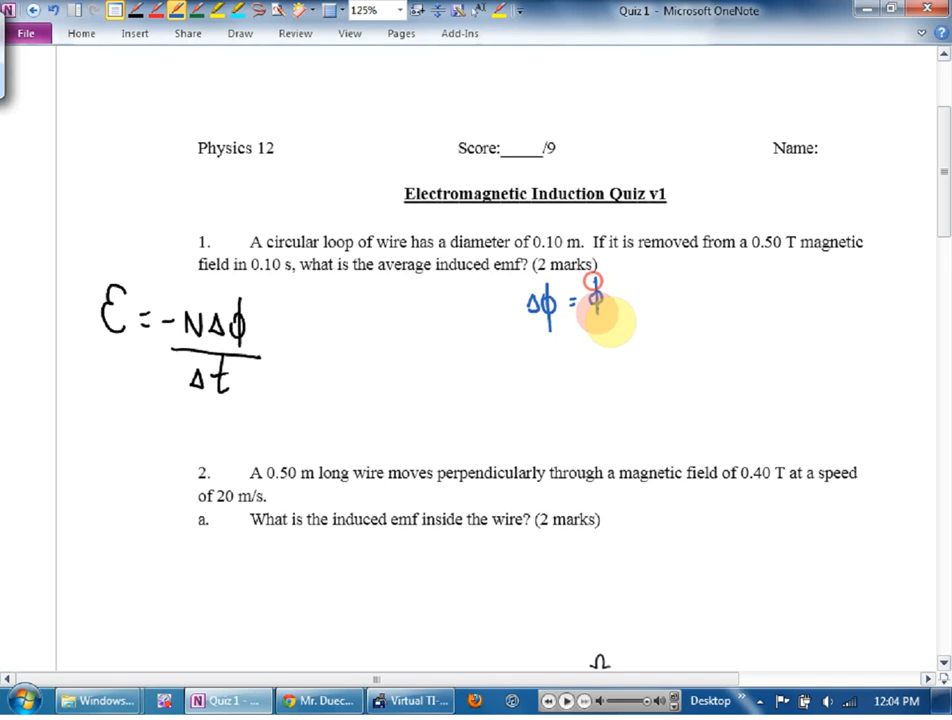 125%
Quiz 1 - Microsoft OneNote
File Home Insert Share Draw Review View Pages Add-Ins
Physics 12 Score:_____/9 Name:
Electromagnetic Induction Quiz v1
1. A circular loop of wire has a diameter of 0.10 m. If it is removed from a 0.50 T magnetic
field in 0.10 s, what is the average induced emf? (2 marks)
Δϕ = ϕ
Ɛ = - NΔϕ
Δt
2. A 0.50 m long wire moves perpendicularly through a magnetic field of 0.40 T at a speed
of 20 m/s.
a. What is the induced emf inside the wire? (2 marks)
Ω
Windows... Quiz 1 - ... Mr. Duec... Virtual TI-... Desktop 12:04 PM